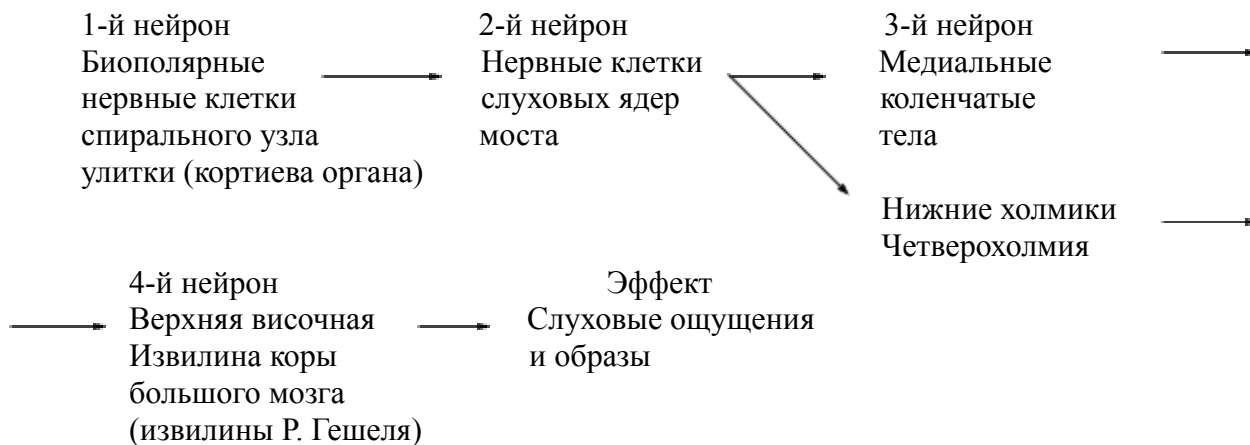 1-й нейрон
Биополярные
нервные клетки
спирального узла
улитки (кортиева органа)
2-й нейрон
Нервные клетки
слуховых ядер
моста
3-й нейрон
Медиальные
коленчатые
тела
Нижние холмики
Четверохолмия
4-й нейрон
Верхняя височная
Извилина коры
большого мозга
(извилины Р. Гешеля)
Эффект
Слуховые ощущения
и образы